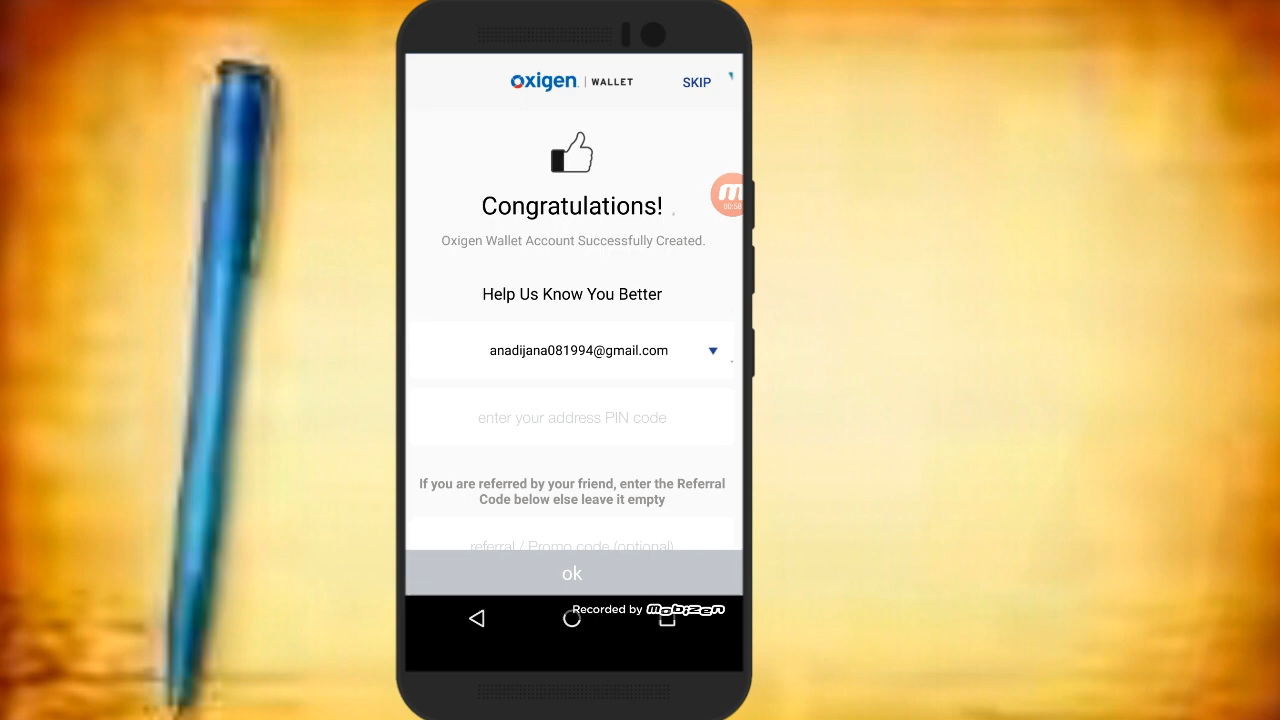 oxigen | WALLET
SKIP
Congratulations!
00:58
Oxigen Wallet Account Successfully Created.
Help Us Know You Better
anadijana081994@gmail.com
enter your address PIN code
If you are referred by your friend, enter the Referral
Code below else leave it empty
referral / Promo code (optional)
ok
Recorded by mobizen